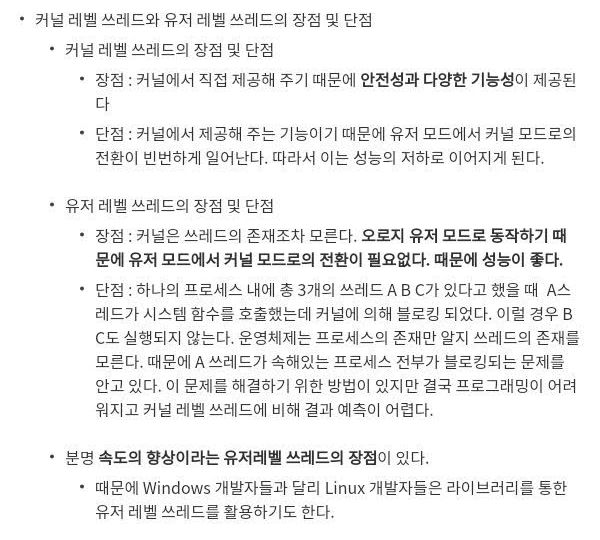 • 커널 레벨 쓰레드와 유저 레벨 쓰레드의 장점 및 단점
• 커널 레벨 쓰레드의 장점 및 단점
• 장점 : 커널에서 직접 제공해 주기 때문에 안전성과 다양한 기능성이 제공된
다
• 단점 : 커널에서 제공해 주는 기능이기 때문에 유저 모드에서 커널 모드로의
전환이 빈번하게 일어난다. 따라서 이는 성능의 저하로 이어지게 된다.
• 유저 레벨 쓰레드의 장점 및 단점
• 장점 : 커널은 쓰레드의 존재조차 모른다. 오로지 유저 모드로 동작하기 때
문에 유저 모드에서 커널 모드로의 전환이 필요없다. 때문에 성능이 좋다.
• 단점 : 하나의 프로세스 내에 총 3개의 쓰레드 A B C가 있다고 했을 때 A스
레드가 시스템 함수를 호출했는데 커널에 의해 블로킹 되었다. 이럴 경우 B
C도 실행되지 않는다. 운영체제는 프로세스의 존재만 알지 쓰레드의 존재를
모른다. 때문에 A 쓰레드가 속해있는 프로세스 전부가 블로킹되는 문제를
안고 있다. 이 문제를 해결하기 위한 방법이 있지만 결국 프로그래밍이 어려
워지고 커널 레벨 쓰레드에 비해 결과 예측이 어렵다.
• 분명 속도의 향상이라는 유저레벨 쓰레드의 장점이 있다.
• 때문에 Windows 개발자들과 달리 Linux 개발자들은 라이브러리를 통한
유저 레벨 쓰레드를 활용하기도 한다.